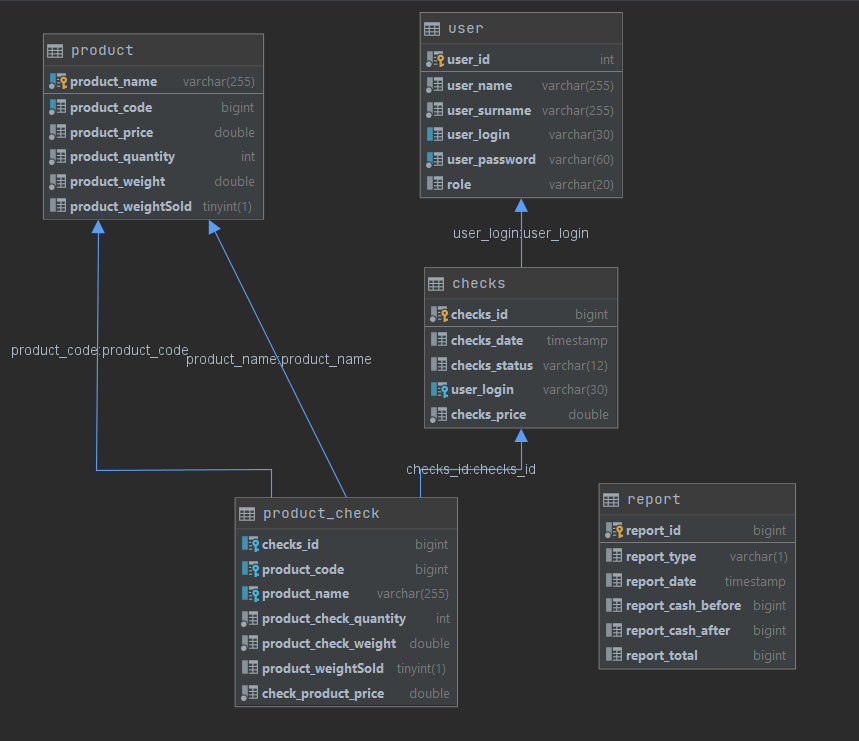 product
product_name varchar(255)
product_code bigint
product_price double
product_quantity int
product_weight double
product_weightSold tinyint(1)
user
user_id int
user_name varchar(255)
user_surname varchar(255)
user_login varchar(30)
user_password varchar(60)
role varchar(20)
user_login:user_login
checks
checks_id bigint
checks_date timestamp
checks_status varchar(12)
user_login varchar(30)
checks_price double
product_code:product_code
product_name:product_name
checks_id:checks_id
product_check
checks_id bigint
product_code bigint
product_name varchar(255)
product_check_quantity int
product_check_weight double
product_weightSold tinyint(1)
check_product_price double
report
report_id bigint
report_type varchar(1)
report_date timestamp
report_cash_before bigint
report_cash_after bigint
report_total bigint